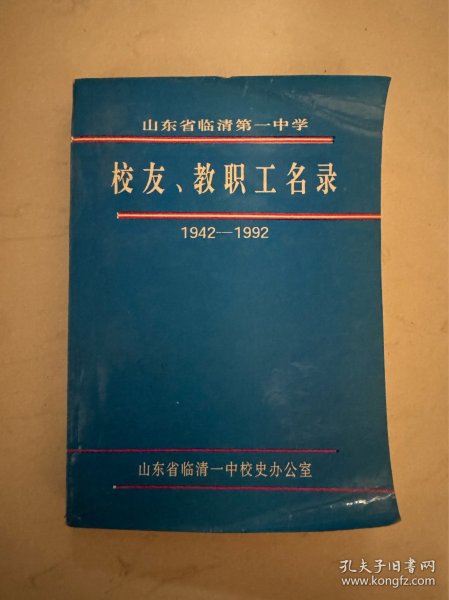 山东省临清第一中学
校友、教职工名录
1942—1992
山东省临清一中校史办公室
孔夫子旧书网
www.kongfz.com